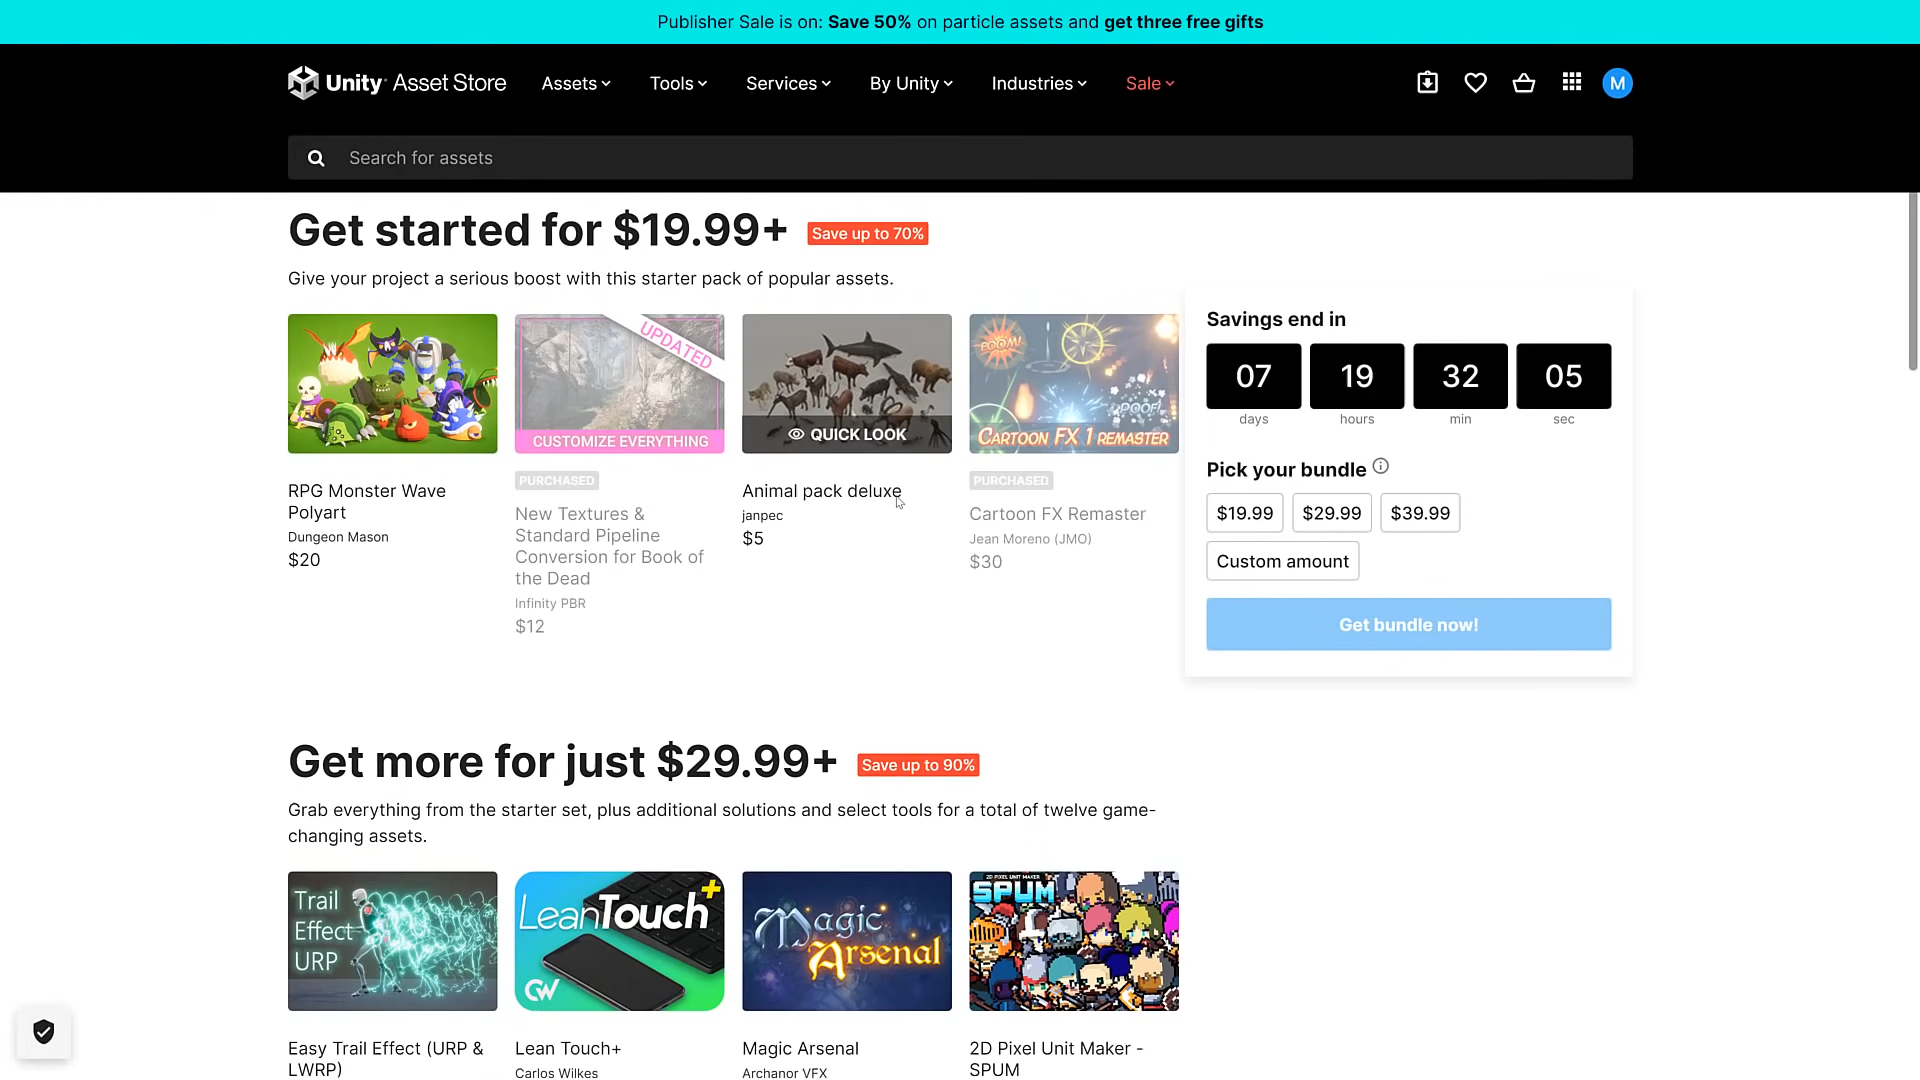 Publisher Sale is on: Save 50% on particle assets and get three free gifts
Unity Asset Store
Assets
Tools
Services
By Unity
Industries
Sale
M
Search for assets
Get started for $19.99+
Save up to 70%
Give your project a serious boost with this starter pack of popular assets.
UPDATED
CUSTOMIZE EVERYTHING
QUICK LOOK
BOOM!
POOF!
CARTOON FX 1 REMASTER
RPG Monster Wave
Polyart
Dungeon Mason
$20
PURCHASED
New Textures &
Standard Pipeline
Conversion for Book of
the Dead
Infinity PBR
$12
Animal pack deluxe
janpec
$5
PURCHASED
Cartoon FX Remaster
Jean Moreno (JMO)
$30
Savings end in
07
19
32
05
days
hours
min
sec
Pick your bundle
$19.99
$29.99
$39.99
Custom amount
Get bundle now!
Get more for just $29.99+
Save up to 90%
Grab everything from the starter set, plus additional solutions and select tools for a total of twelve game-
changing assets.
Trail
Effect
URP
LeanTouch+
GW
Magic
Arsenal
2D PIXEL UNIT MAKER
SPUM
Easy Trail Effect (URP &
LWRP)
Lean Touch+
Carlos Wilkes
Magic Arsenal
Archanor VFX
2D Pixel Unit Maker -
SPUM